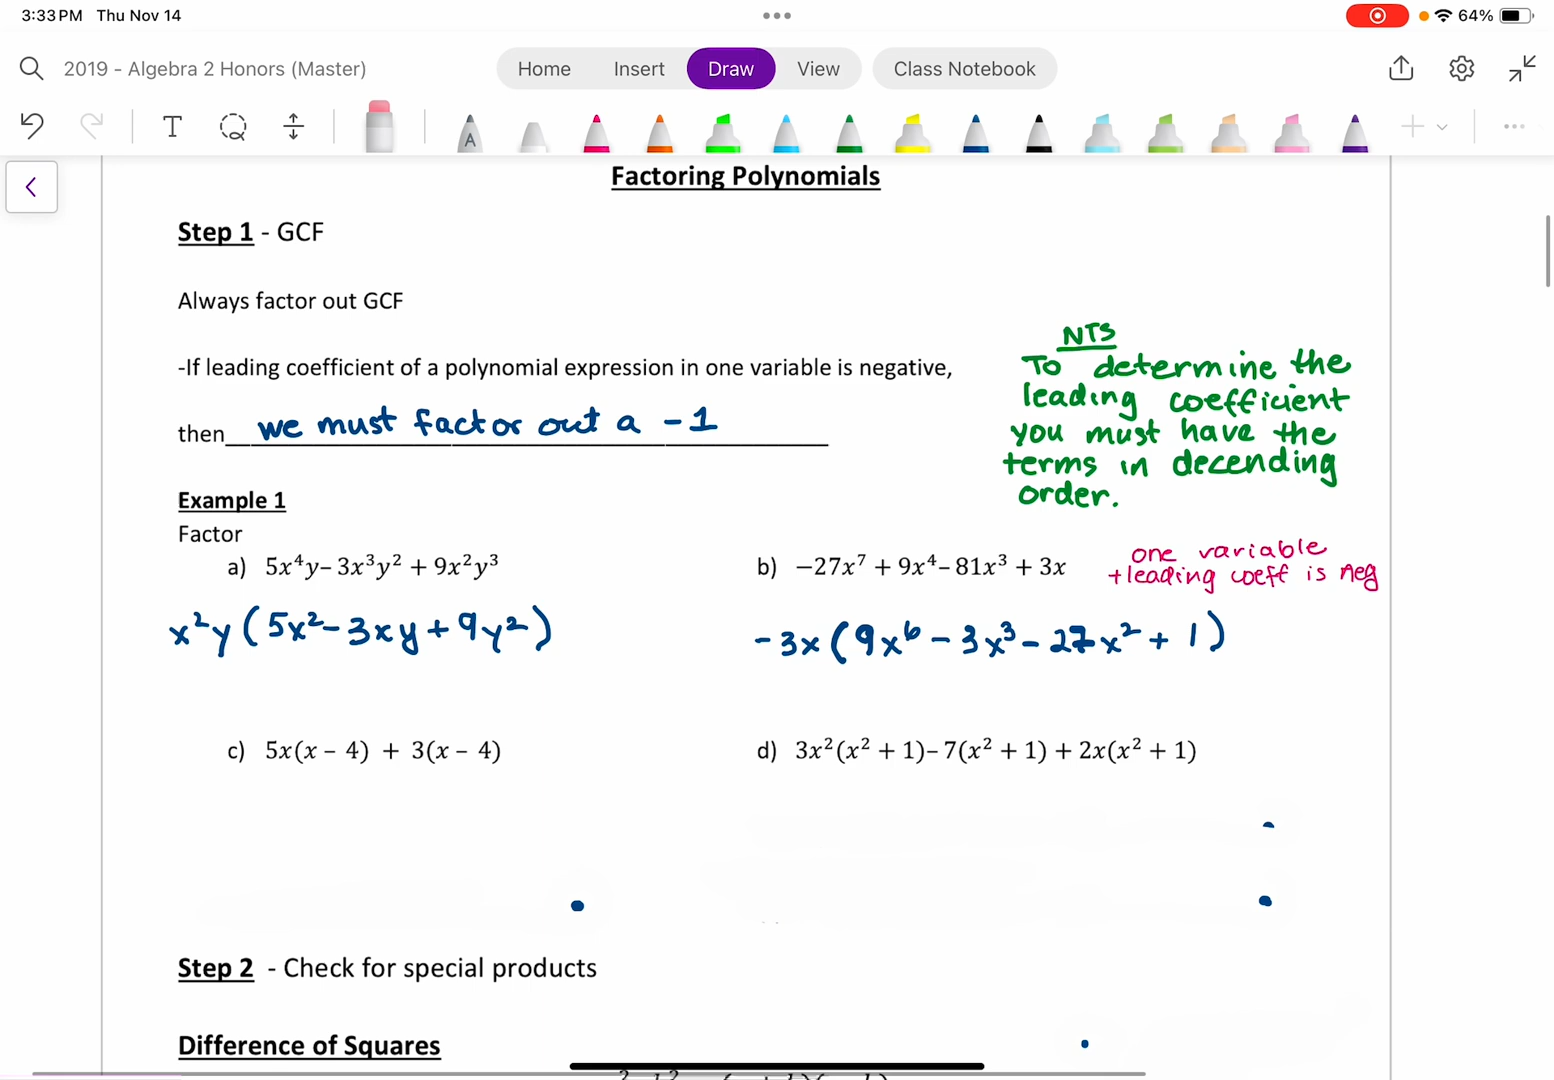 3:33 PM Thu Nov 14
64%
2019 - Algebra 2 Honors (Master)
Home Insert Draw View Class Notebook
T A
Factoring Polynomials
Step 1 - GCF
Always factor out GCF
NTS
To determine the
-If leading coefficient of a polynomial expression in one variable is negative,
leading coefficient
then we must factor out a -1
you must have the
terms in decending
order.
Example 1
Factor
a) 5x⁴y– 3x³y² + 9x²y³
b) −27x⁷ + 9x⁴– 81x³ + 3x
one variable
+leading coeff is neg
x²y(5x²-3xy+9y²)
-3x(9x⁶-3x³-27x²+1)
c) 5x(x − 4) + 3(x − 4)
d) 3x²(x² + 1)– 7(x² + 1) + 2x(x² + 1)
Step 2 - Check for special products
Difference of Squares